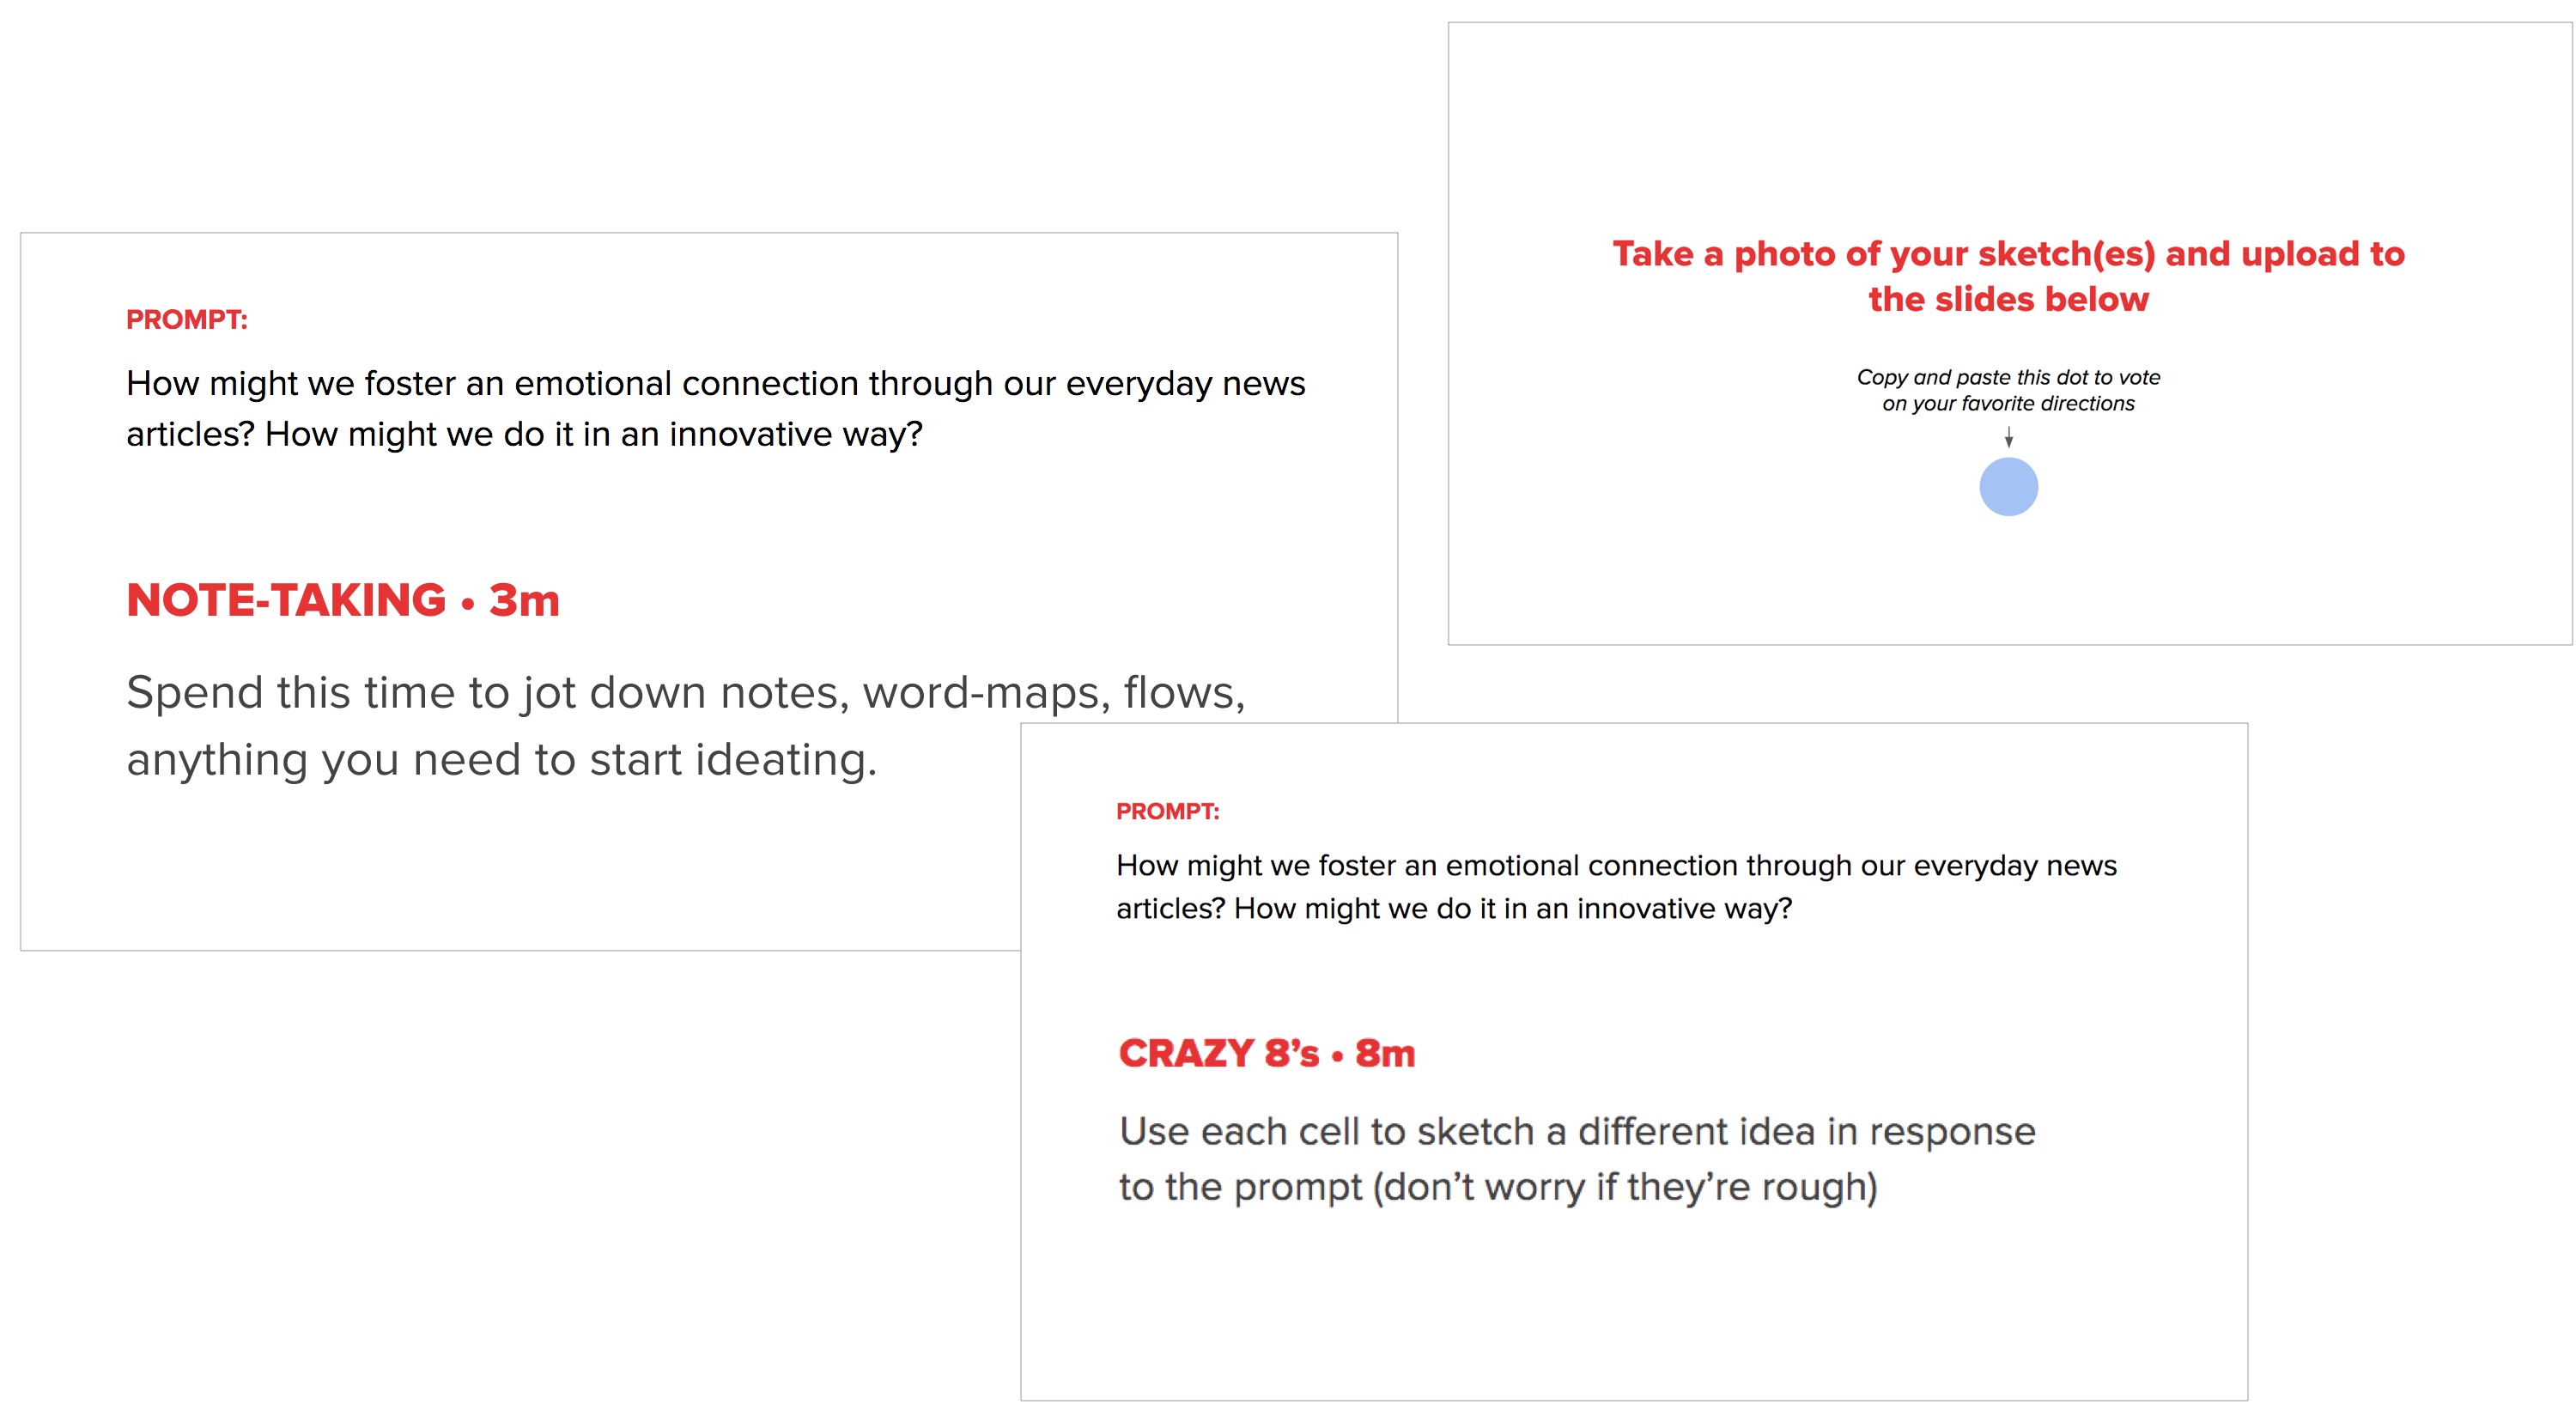 PROMPT:
How might we foster an emotional connection through our everyday news
articles? How might we do it in an innovative way?
NOTE-TAKING • 3m
Spend this time to jot down notes, word-maps, flows,
anything you need to start ideating.
Take a photo of your sketch(es) and upload to
the slides below
Copy and paste this dot to vote
on your favorite directions
PROMPT:
How might we foster an emotional connection through our everyday news
articles? How might we do it in an innovative way?
CRAZY 8’s • 8m
Use each cell to sketch a different idea in response
to the prompt (don’t worry if they’re rough)